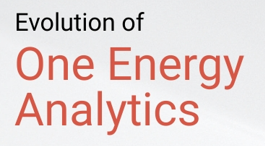 Evolution of
One Energy
Analytics